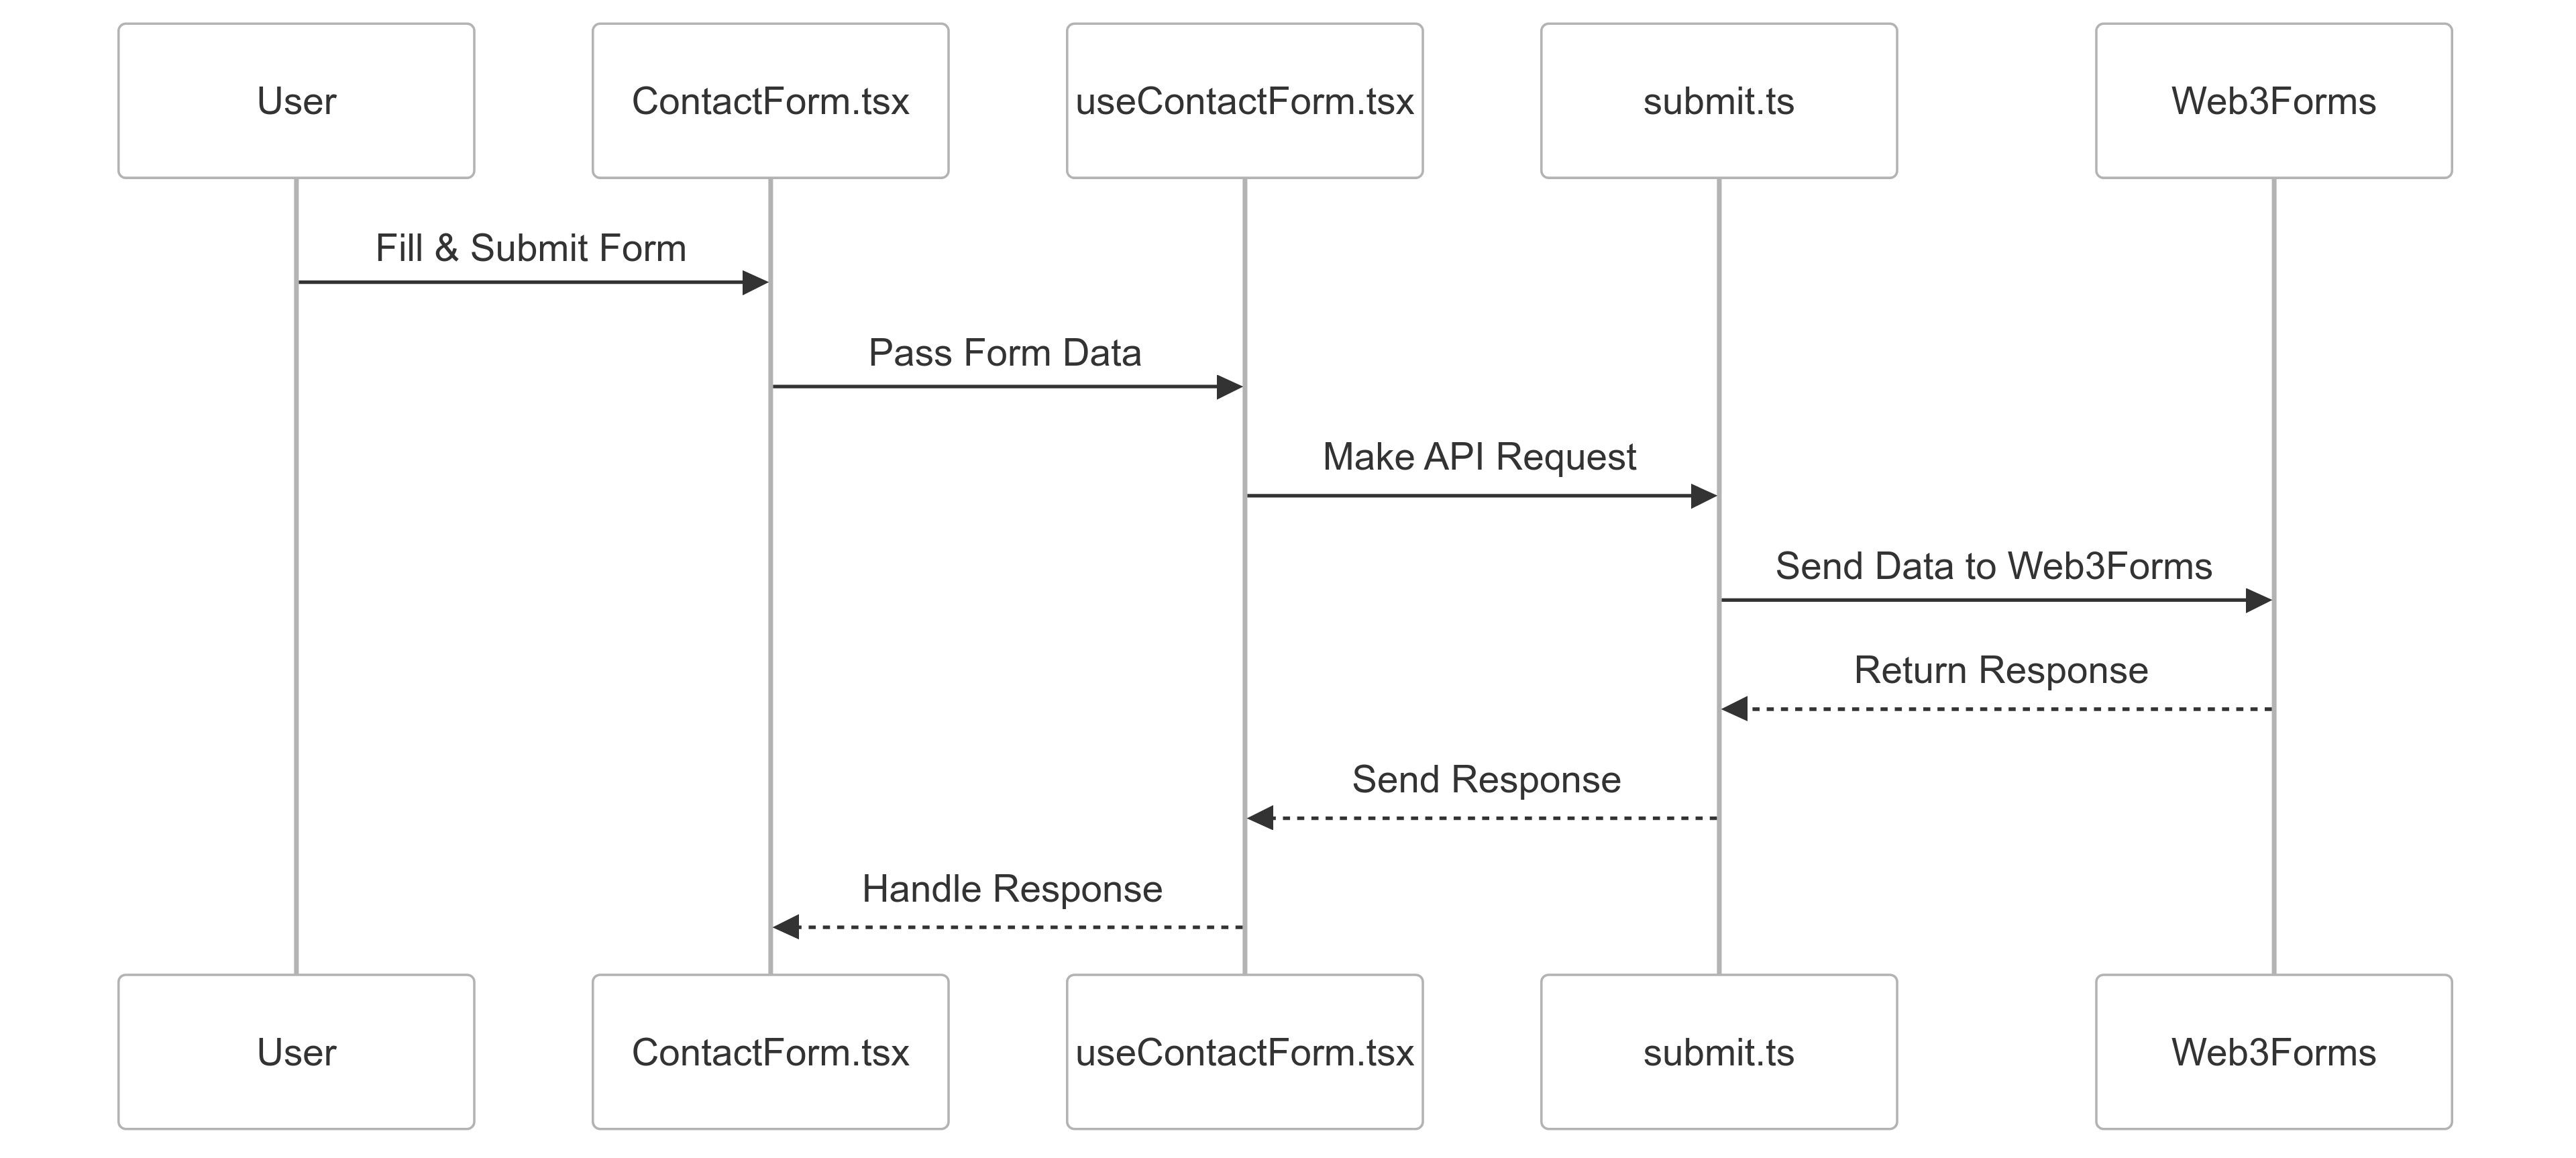 User
ContactForm.tsx
useContactForm.tsx
submit.ts
Web3Forms
Fill & Submit Form
Pass Form Data
Make API Request
Send Data to Web3Forms
Return Response
Send Response
Handle Response
User
ContactForm.tsx
useContactForm.tsx
submit.ts
Web3Forms